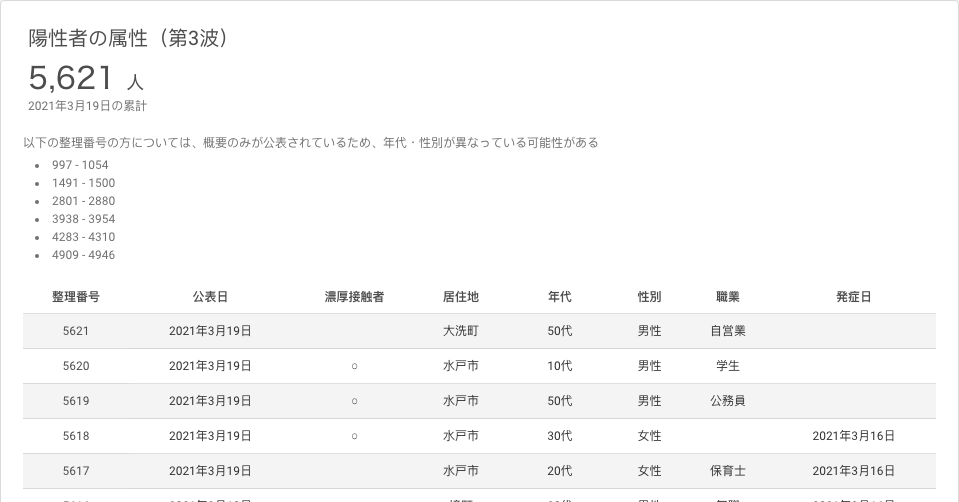 陽性者の属性（第3波）
5,621 人
2021年3月19日の累計
以下の整理番号の方については、概要のみが公表されているため、年代・性別が異なっている可能性がある
• 997 - 1054
• 1491 - 1500
• 2801 - 2880
• 3938 - 3954
• 4283 - 4310
• 4909 - 4946
整理番号 公表日 濃厚接触者 居住地 年代 性別 職業 発症日
5621 2021年3月19日 大洗町 50代 男性 自営業
5620 2021年3月19日 ○ 水戸市 10代 男性 学生
5619 2021年3月19日 ○ 水戸市 50代 男性 公務員
5618 2021年3月19日 ○ 水戸市 30代 女性 2021年3月16日
5617 2021年3月19日 水戸市 20代 女性 保育士 2021年3月16日